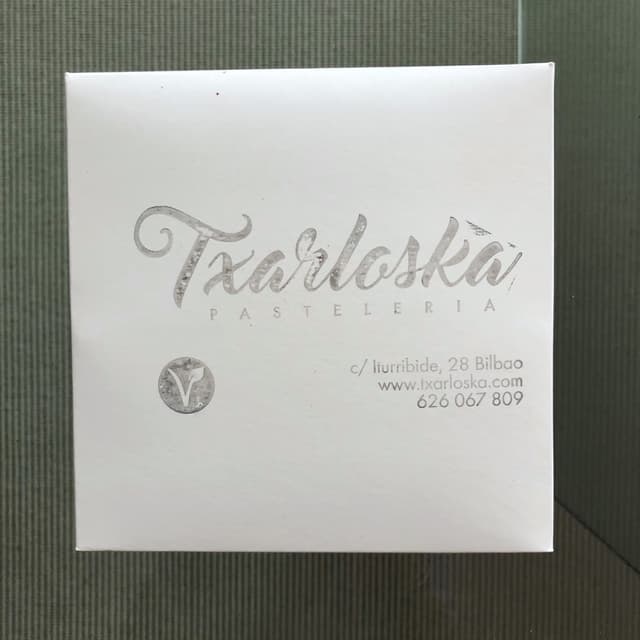 Txarloska
PASTELERIA
V
c/ Iturribide, 28 Bilbao
www.txarloska.com
626 067 809